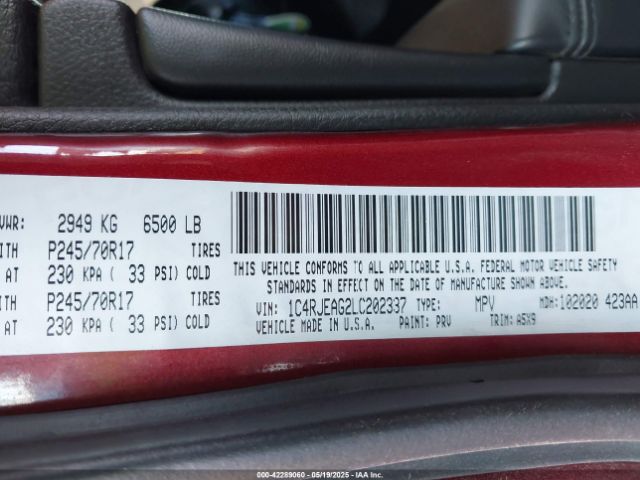 VWR: 2949 KG 6500 LB
ITH P245/70R17 TIRES
AT 230 KPA ( 33 PSI) COLD
ITH P245/70R17 TIRES
AT 230 KPA ( 33 PSI) COLD
THIS VEHICLE CONFORMS TO ALL APPLICABLE U.S.A. FEDERAL MOTOR VEHICLE SAFETY
STANDARDS IN EFFECT ON THE DATE OF MANUFACTURE SHOWN ABOVE.
VIN: 1C4RJEAG2LC202337 TYPE: MPV MDH: 102020 423AA
VEHICLE MADE IN U.S.A. PAINT: PRV TRIM: A5X9
000-42289060 - 05/19/2025 - IAA Inc.